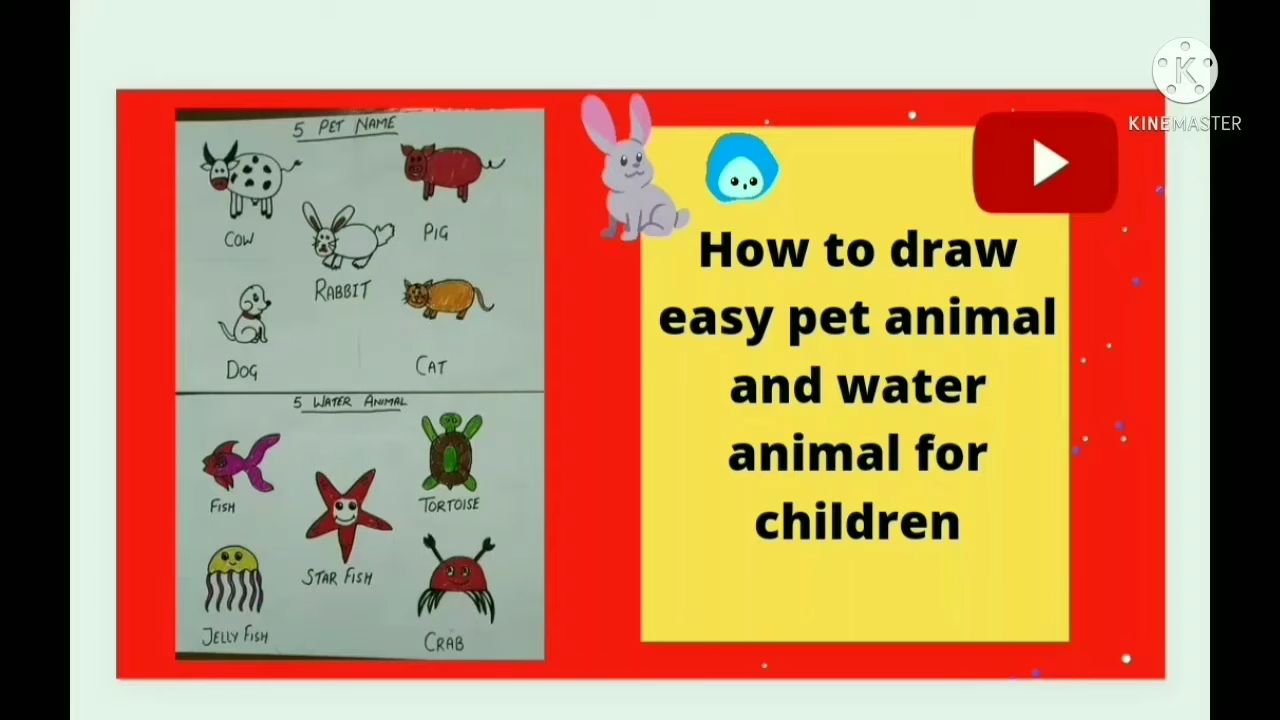 5 PET NAME
COW
PIG
RABBIT
DOG
CAT
5 WATER ANIMAL
FISH
TORTOISE
STAR FISH
JELLY FISH
CRAB
How to draw
easy pet animal
and water
animal for
children
K
KINEMASTER